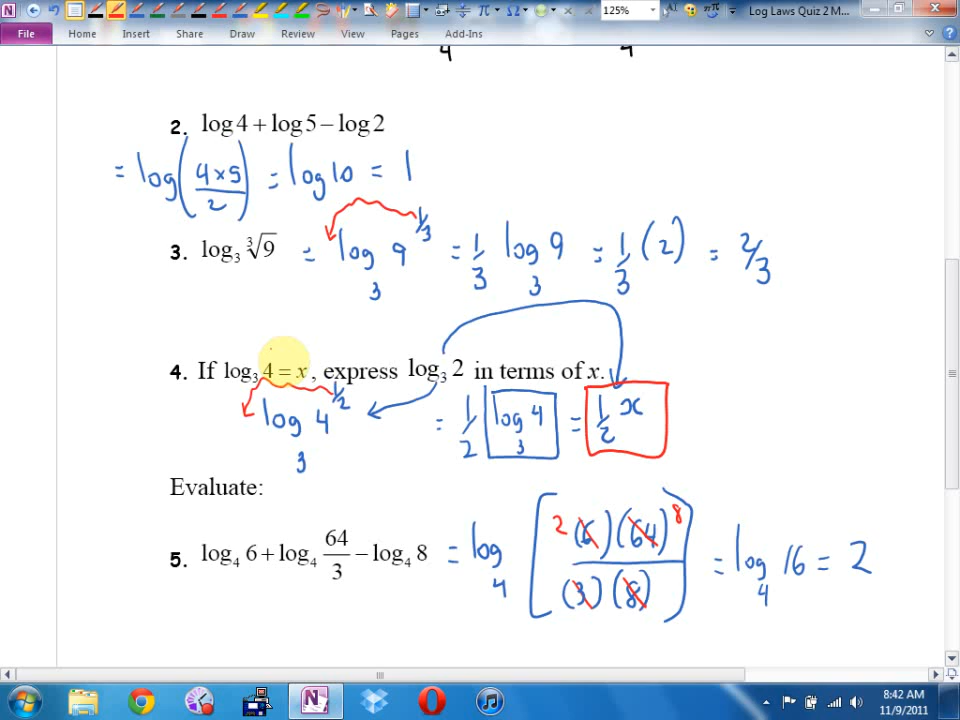 125%
Log Laws Quiz 2 M...
File Home Insert Share Draw Review View Pages Add-Ins
4 4
2. log 4 + log 5 − log 2
= log(4×5/2) = log 10 = 1
3. log₃ ∛9 = log₃ 9^(1/3) = 1/3 log₃ 9 = 1/3 (2) = 2/3
4. If log₃ 4 = x, express log₃ 2 in terms of x.
log₃ 4^(1/2) = 1/2 log₃ 4 = 1/2 x
Evaluate:
5. log₄ 6 + log₄ 64/3 − log₄ 8 = log₄ [2 (6)(64) 8 / (3)(8)] = log₄ 16 = 2
8:42 AM
11/9/2011